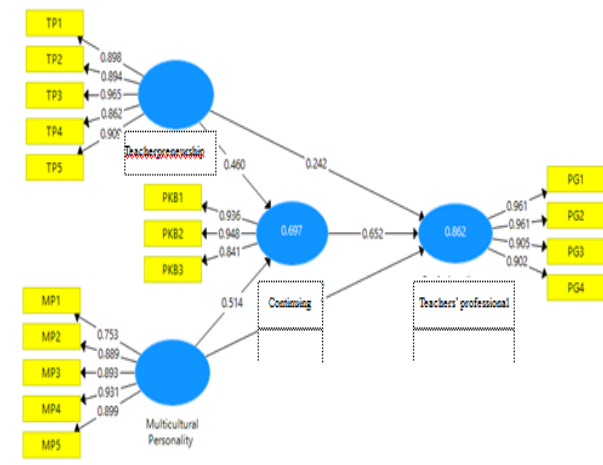 TP1
TP2
TP3
TP4
TP5
0.898
0.894
0.965
0.862
0.900
Teacherpreneurship
0.460
0.242
PKB1
PKB2
PKB3
0.936
0.948
0.841
0.697
0.652
0.862
PG1
PG2
PG3
PG4
0.961
0.961
0.905
0.902
0.514
Continuing
Teachers' professional
MP1
MP2
MP3
MP4
MP5
0.753
0.889
0.893
0.931
0.899
Multicultural
Personality